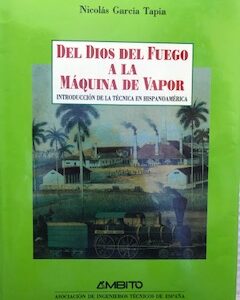 Nicolás García Tapia
DEL DIOS DEL FUEGO
A LA
MÁQUINA DE VAPOR
INTRODUCCIÓN DE LA TÉCNICA EN HISPANOAMÉRICA
ÁMBITO
ASOCIACIÓN DE INGENIEROS TÉCNICOS DE ESPAÑA